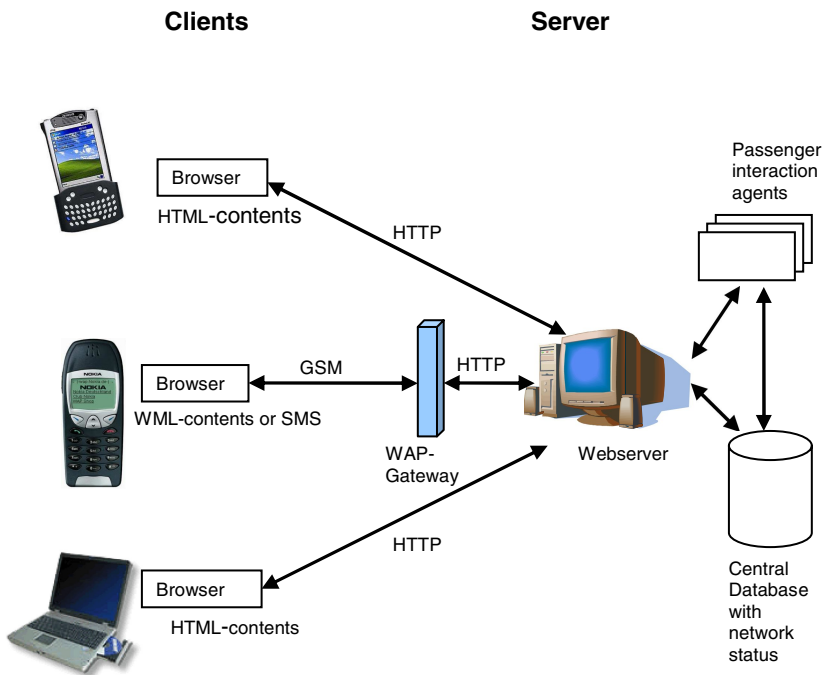 Clients
Server
Browser
HTML-contents
HTTP
Passenger
interaction
agents
NOKIA
Browser
GSM
HTTP
WML-contents or SMS
WAP-
Gateway
Webserver
HTTP
Browser
HTML-contents
Central
Database
with
network
status